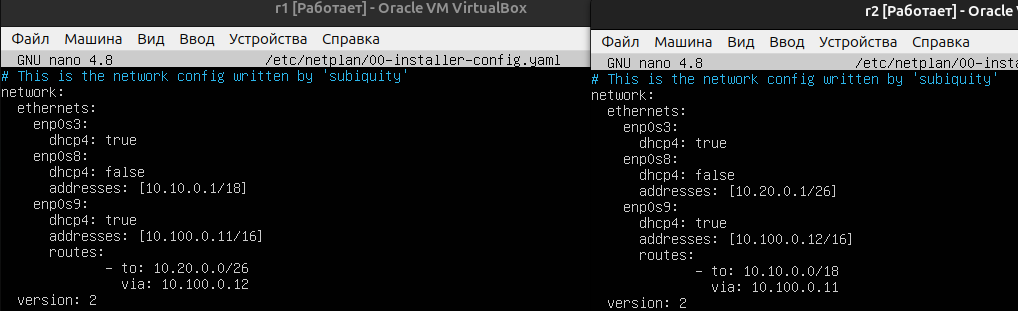 r1 [Работает] - Oracle VM VirtualBox
Файл Машина Вид Ввод Устройства Справка
GNU nano 4.8 /etc/netplan/00-installer-config.yaml
# This is the network config written by 'subiquity'
network:
  ethernets:
    enp0s3:
      dhcp4: true
    enp0s8:
      dhcp4: false
      addresses: [10.10.0.1/18]
    enp0s9:
      dhcp4: true
      addresses: [10.100.0.11/16]
      routes:
             - to: 10.20.0.0/26
               via: 10.100.0.12
  version: 2
r2 [Работает] - Oracle V
Файл Машина Вид Ввод Устройства Справка
GNU nano 4.8 /etc/netplan/00-insta
# This is the network config written by 'subiquity'
network:
  ethernets:
    enp0s3:
      dhcp4: true
    enp0s8:
      dhcp4: false
      addresses: [10.20.0.1/26]
    enp0s9:
      dhcp4: true
      addresses: [10.100.0.12/16]
      routes:
             - to: 10.10.0.0/18
               via: 10.100.0.11
  version: 2